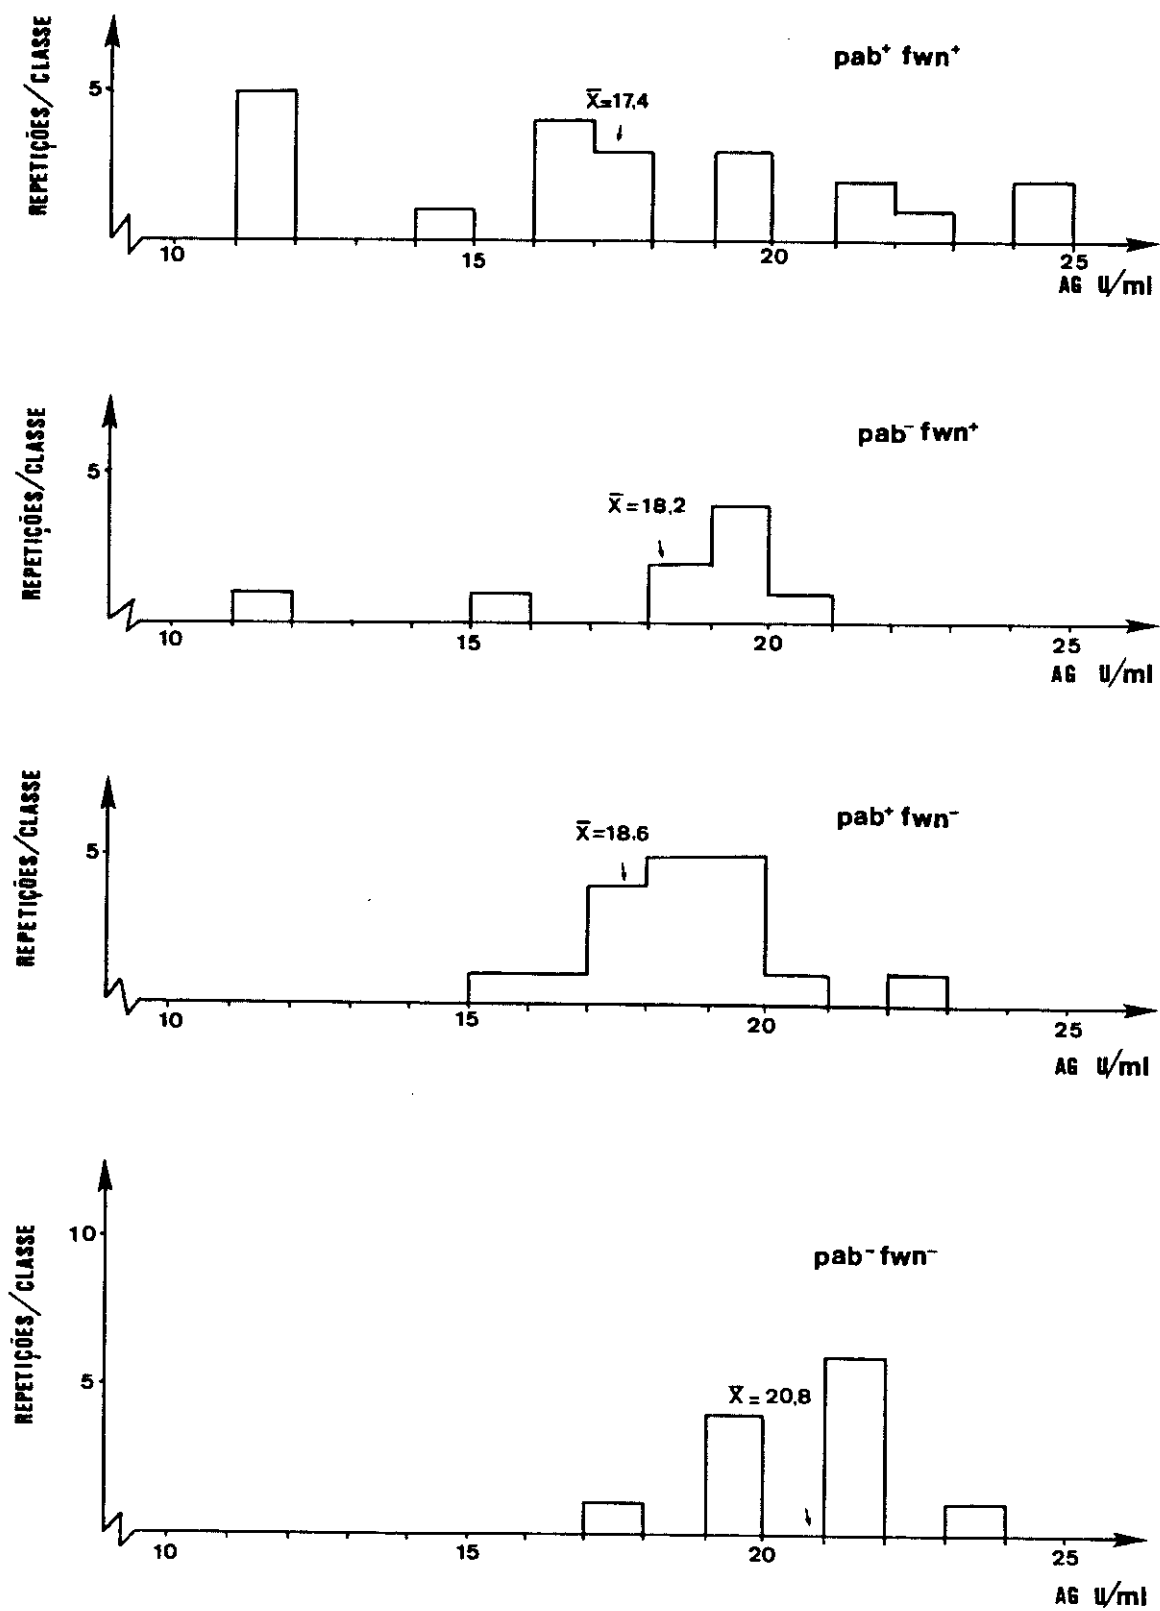 pab⁺ fwn⁺
REPETIÇÕES/CLASSE
5
X̄=17,4
10 15 20 25
AG U/ml
pab⁻ fwn⁺
REPETIÇÕES/CLASSE
5
X̄=18,2
10 15 20 25
AG U/ml
pab⁺ fwn⁻
REPETIÇÕES/CLASSE
5
X̄=18,6
10 15 20 25
AG U/ml
pab⁻ fwn⁻
REPETIÇÕES/CLASSE
10
5
X̄ = 20,8
10 15 20 25
AG U/ml